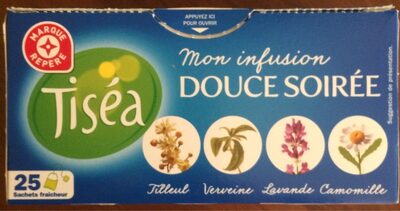 APPUYEZ ICI
POUR OUVRIR
MARQUE
REPÈRE
Tiséa
Mon infusion
DOUCE SOIRÉE
Suggestion de présentation.
25
Sachets fraîcheur
Tilleul Verveine Lavande Camomille